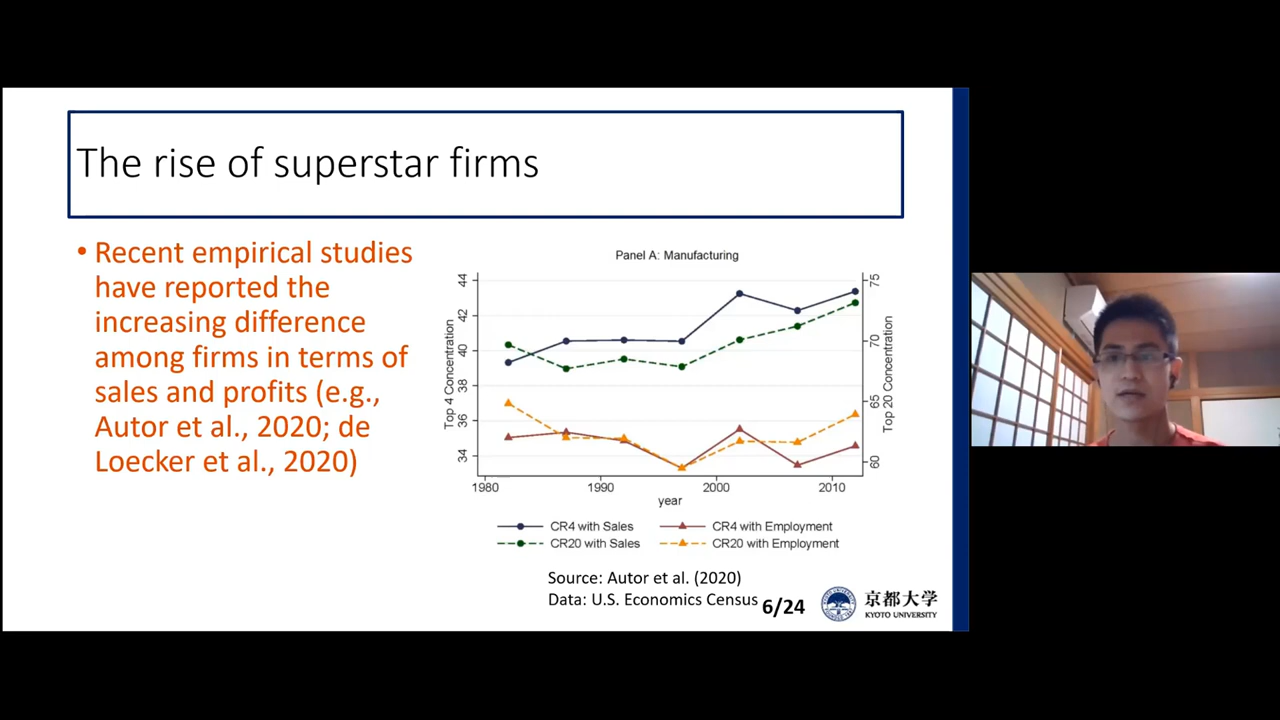 The rise of superstar firms
• Recent empirical studies
have reported the
increasing difference
among firms in terms of
sales and profits (e.g.,
Autor et al., 2020; de
Loecker et al., 2020)
Panel A: Manufacturing
Top 4 Concentration
44
42
40
38
36
34
75
70
65
60
Top 20 Concentration
1980
1990
2000
2010
year
CR4 with Sales
CR4 with Employment
CR20 with Sales
CR20 with Employment
Source: Autor et al. (2020)
Data: U.S. Economics Census
6/24
京都大学
KYOTO UNIVERSITY